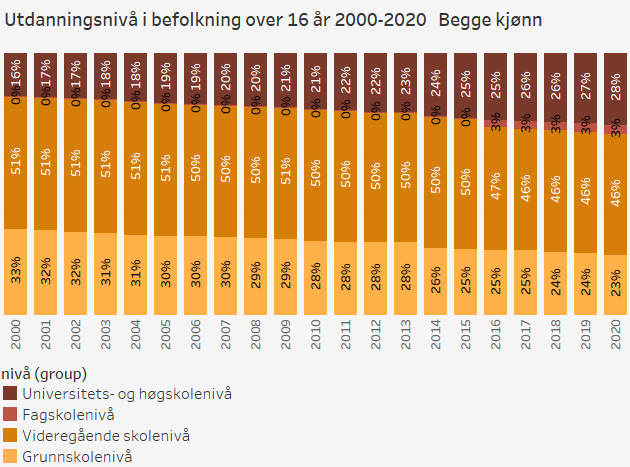 Utdanningsnivå i befolkning over 16 år 2000-2020 Begge kjønn
16% 17% 17% 18% 18% 19% 19% 20% 20% 21% 21% 22% 22% 23% 24% 25% 25% 26% 26% 27% 28%
0% 0% 0% 0% 0% 0% 0% 0% 0% 0% 0% 0% 0% 0% 0% 0% 3% 3% 3% 3% 3%
51% 51% 51% 51% 51% 51% 50% 50% 50% 51% 50% 50% 50% 50% 50% 50% 47% 46% 46% 46% 46%
33% 32% 32% 31% 31% 30% 30% 30% 29% 29% 28% 28% 28% 28% 26% 25% 25% 25% 24% 24% 23%
2000 2001 2002 2003 2004 2005 2006 2007 2008 2009 2010 2011 2012 2013 2014 2015 2016 2017 2018 2019 2020
nivå (group)
Universitets- og høgskolenivå
Fagskolenivå
Videregående skolenivå
Grunnskolenivå